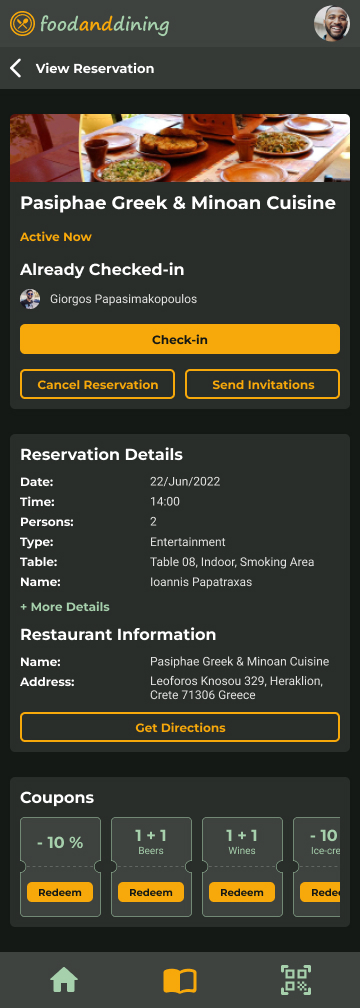 foodanddining
View Reservation
Pasiphae Greek & Minoan Cuisine
Active Now
Already Checked-in
Giorgos Papasimakopoulos
Check-in
Cancel Reservation Send Invitations
Reservation Details
Date: 22/Jun/2022
Time: 14:00
Persons: 2
Type: Entertainment
Table: Table 08, Indoor, Smoking Area
Name: Ioannis Papatraxas
+ More Details
Restaurant Information
Name: Pasiphae Greek & Minoan Cuisine
Address: Leoforos Knosou 329, Heraklion,
Crete 71306 Greece
Get Directions
Coupons
- 10 % 1 + 1 1 + 1 - 10
Beers Wines Ice-cre
Redeem Redeem Redeem Rede